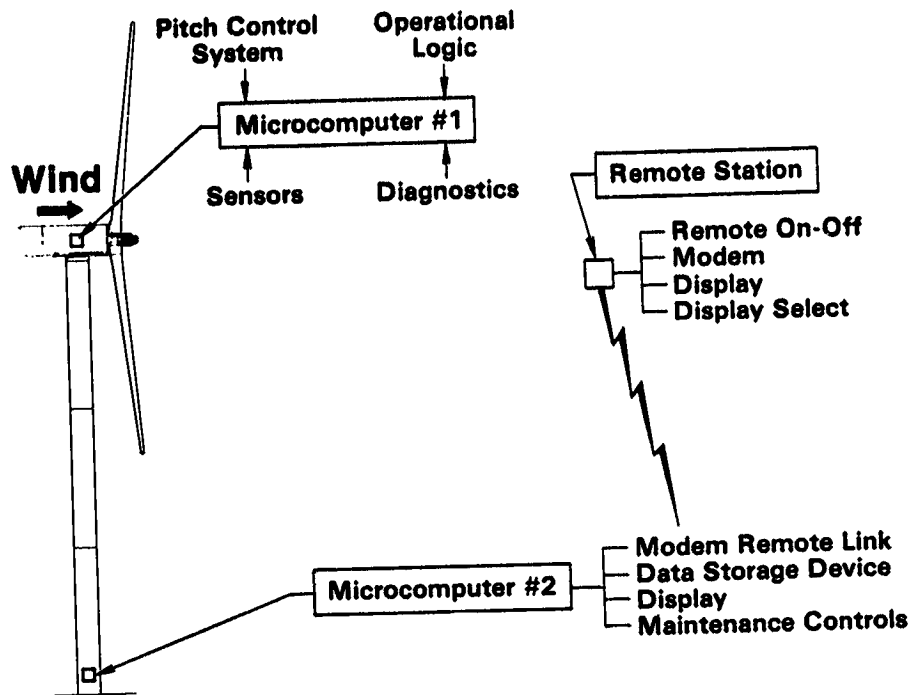 Pitch Control
System
Operational
Logic
Microcomputer #1
Sensors
Diagnostics
Wind
Remote Station
Remote On-Off
Modem
Display
Display Select
Modem Remote Link
Data Storage Device
Display
Maintenance Controls
Microcomputer #2